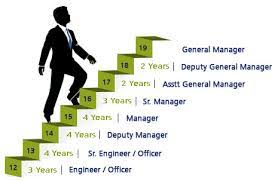 19 General Manager
18 2 Years Deputy General Manager
17 2 Years Asstt General Manager
16 3 Years Sr. Manager
15 4 Years Manager
14 4 Years Deputy Manager
13 4 Years Sr. Engineer / Officer
12 3 Years Engineer / Officer